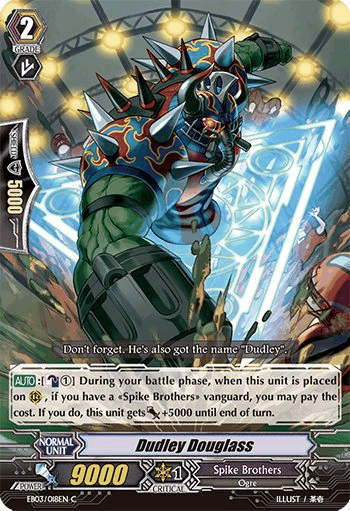 2
GRADE
5000
SHIELD
Don't forget. He's also got the name "Dudley".
AUTO:[①] During your battle phase, when this unit is placed
on , if you have a «Spike Brothers» vanguard, you may pay the
cost. If you do, this unit gets +5000 until end of turn.
NORMAL
UNIT
Dudley Douglass
POWER
9000
1
CRITICAL
Spike Brothers
Ogre
EB03/018EN C
ILLUST / 茶壱